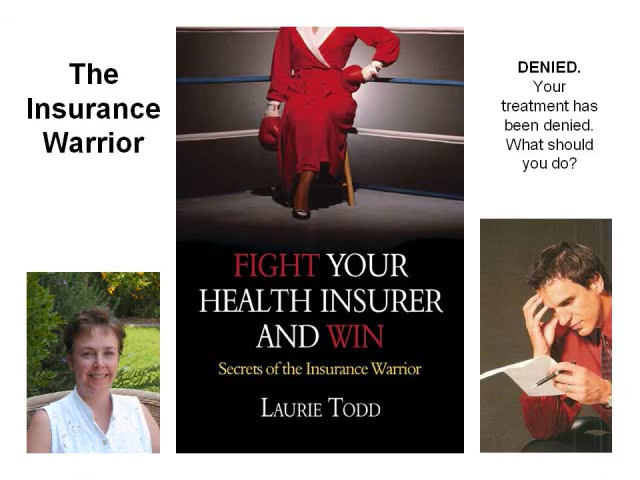 The
Insurance
Warrior
FIGHT YOUR
HEALTH INSURER
AND WIN
Secrets of the Insurance Warrior
LAURIE TODD
DENIED.
Your
treatment has
been denied.
What should
you do?